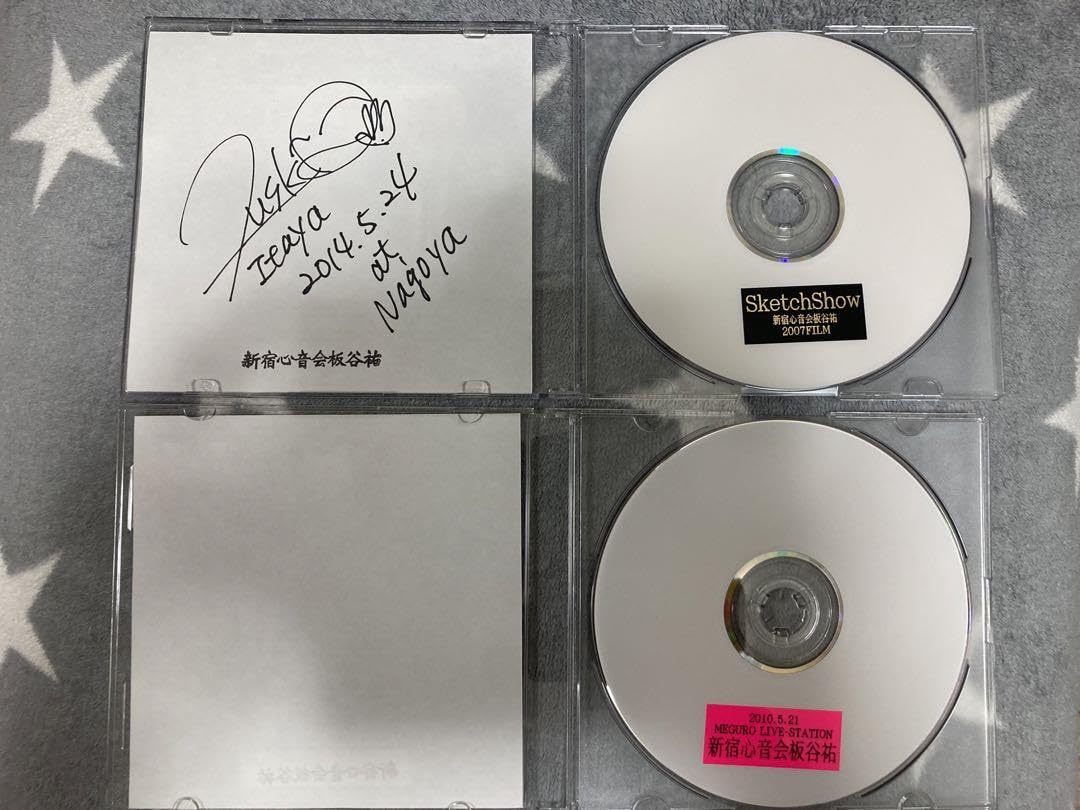 Yuske
Itaya
2014.5.24
at
Nagoya
新宿心音会板谷祐
SketchShow
新宿心音会板谷祐
2007FILM
2010.5.21
MEGURO LIVE-STATION
新宿心音会板谷祐